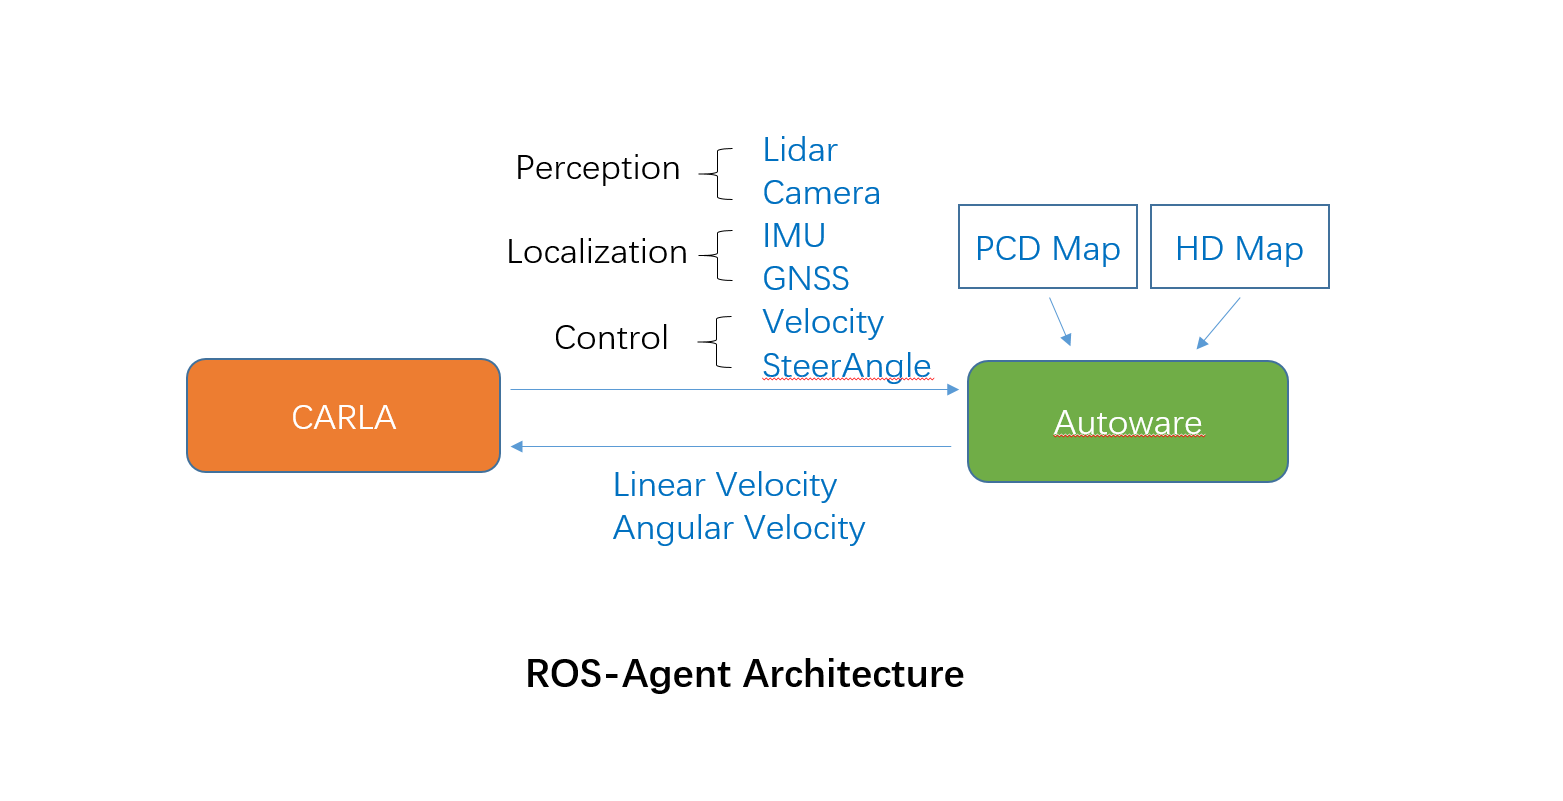 Perception
Lidar
Camera
Localization
IMU
GNSS
Control
Velocity
SteerAngle
PCD Map
HD Map
CARLA
Autoware
Linear Velocity
Angular Velocity
ROS-Agent Architecture